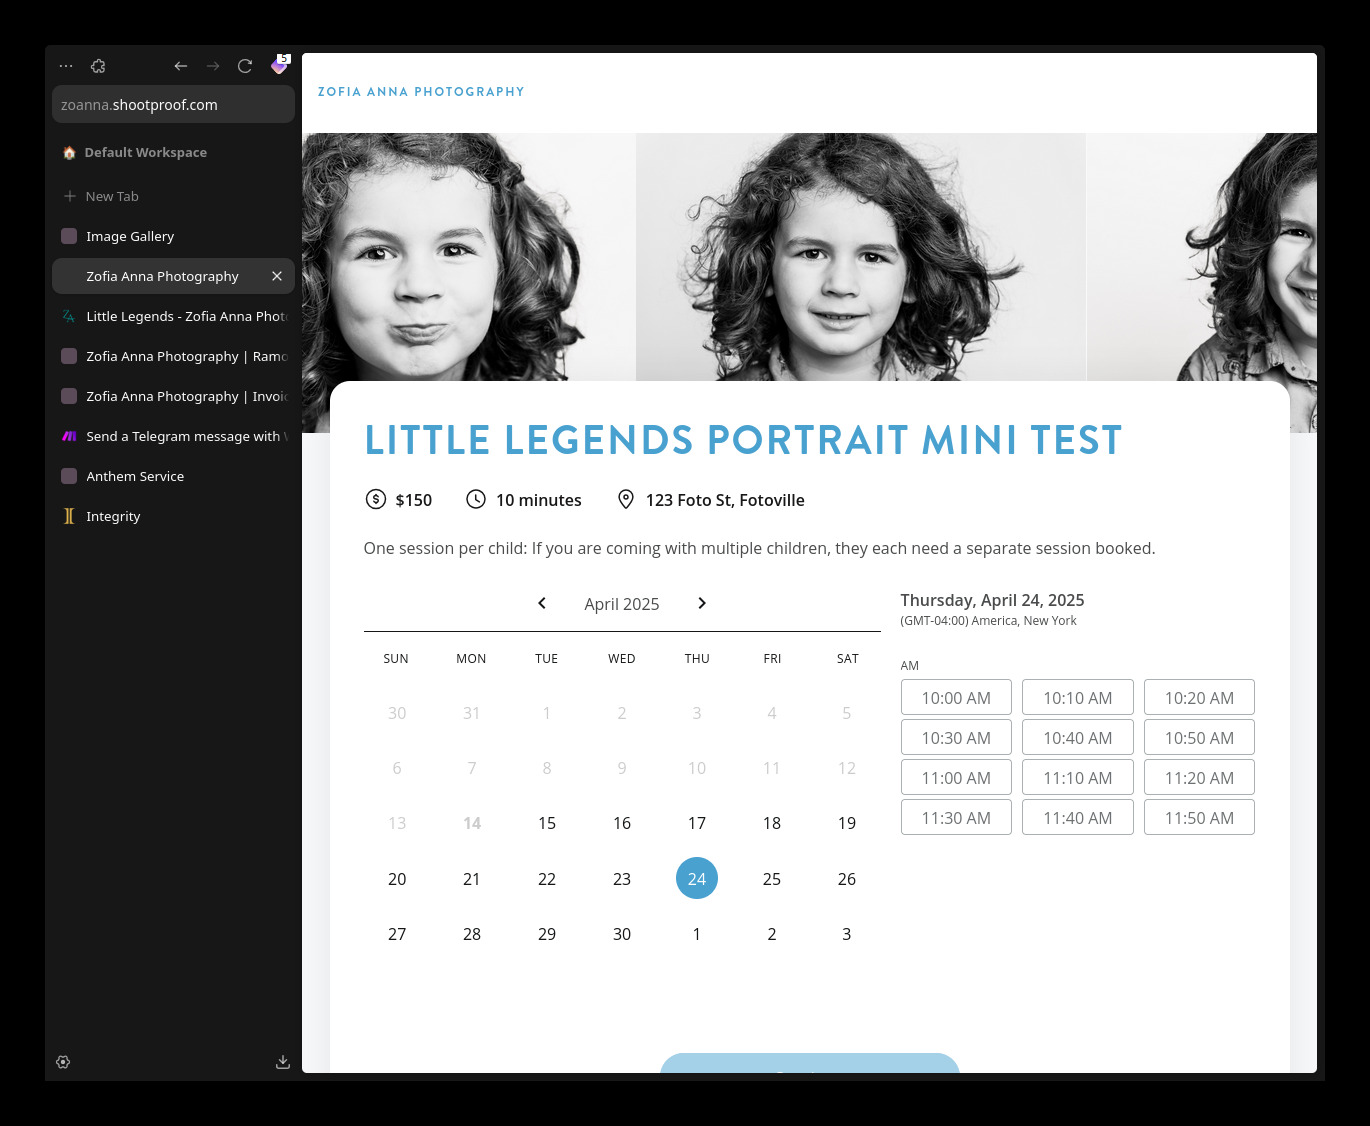 5
zoanna.shootproof.com
Default Workspace
New Tab
Image Gallery
Zofia Anna Photography
Little Legends - Zofia Anna Phot
Zofia Anna Photography | Ramo
Zofia Anna Photography | Invoic
Send a Telegram message with
Anthem Service
Integrity
ZOFIA ANNA PHOTOGRAPHY
LITTLE LEGENDS PORTRAIT MINI TEST
$150 10 minutes 123 Foto St, Fotoville
One session per child: If you are coming with multiple children, they each need a separate session booked.
April 2025
SUN MON TUE WED THU FRI SAT
30 31 1 2 3 4 5
6 7 8 9 10 11 12
13 14 15 16 17 18 19
20 21 22 23 24 25 26
27 28 29 30 1 2 3
Thursday, April 24, 2025
(GMT-04:00) America, New York
AM
10:00 AM 10:10 AM 10:20 AM
10:30 AM 10:40 AM 10:50 AM
11:00 AM 11:10 AM 11:20 AM
11:30 AM 11:40 AM 11:50 AM